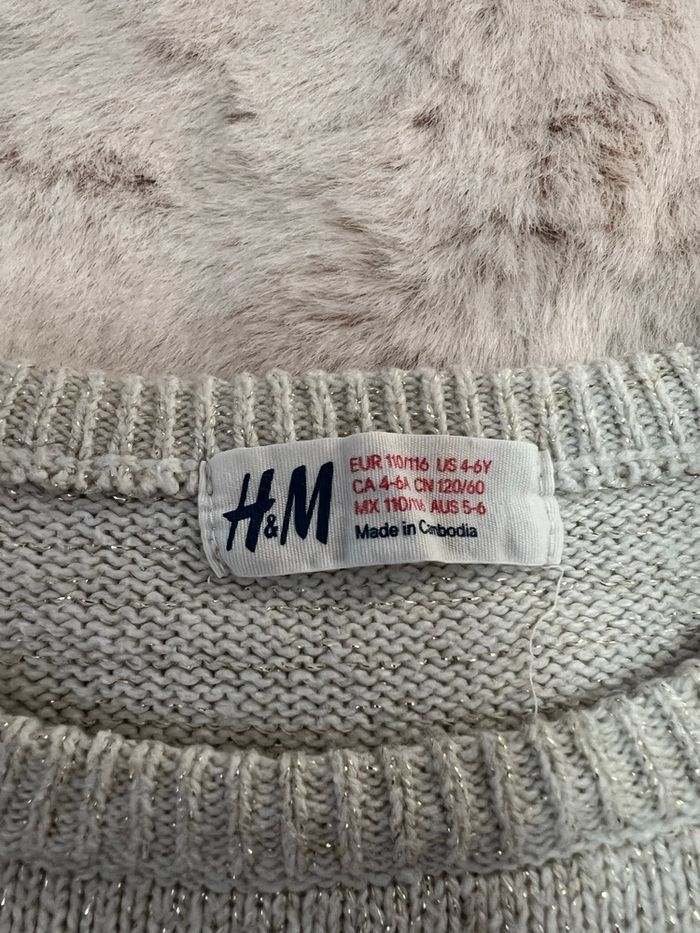 H&M
EUR 110/116 US 4-6Y
CA 4-6A CN 120/60
MX 110/116 AUS 5-6
Made in Cambodia